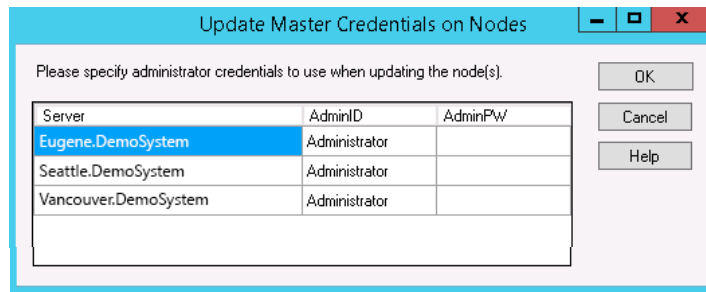 Update Master Credentials on Nodes
Please specify administrator credentials to use when updating the node(s).
OK
Server AdminID AdminPW
Cancel
Eugene.DemoSystem Administrator
Help
Seattle.DemoSystem Administrator
Vancouver.DemoSystem Administrator